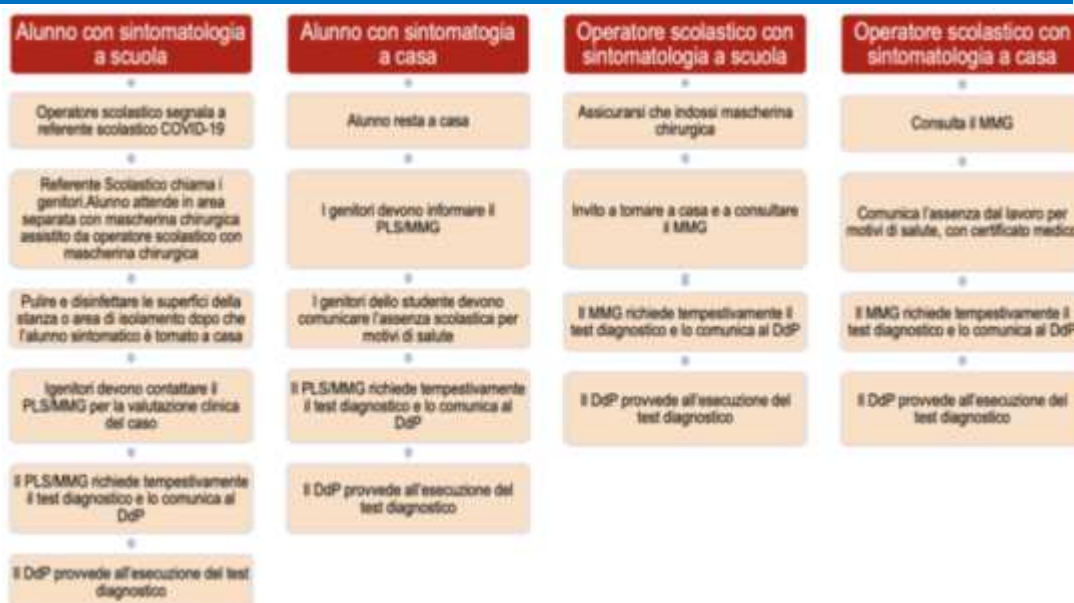 Alunno con sintomatologia
a scuola
Operatore scolastico segnala a
referente scolastico COVID-19
Referente Scolastico chiama i
genitori.Alunno attende in area
separata con mascherina chirurgica
assistito da operatore scolastico con
mascherina chirurgica
Pulire e disinfettare le superfici della
stanza o area di isolamento dopo che
l'alunno sintomatico è tornato a casa
Igenitori devono contattare il
PLS/MMG per la valutazione clinica
del caso
Il PLS/MMG richiede tempestivamente
il test diagnostico e lo comunica al
DdP
Il DdP provvede all'esecuzione del test
diagnostico
Alunno con sintomatogia
a casa
Alunno resta a casa
I genitori devono informare il
PLS/MMG
I genitori dello studente devono
comunicare l'assenza scolastica per
motivi di salute
Il PLS/MMG richiede tempestivamente
il test diagnostico e lo comunica al
DdP
Il DdP provvede all'esecuzione del
test diagnostico
Operatore scolastico con
sintomatologia a scuola
Assicurarsi che indossi mascherina
chirurgica
Invito a tornare a casa e a consultare
il MMG
Il MMG richiede tempestivamente il
test diagnostico e lo comunica al DdP
Il DdP provvede all'esecuzione del
test diagnostico
Operatore scolastico con
sintomatologia a casa
Consulta il MMG
Comunica l'assenza dal lavoro per
motivi di salute, con certificato medico
Il MMG richiede tempestivamente il
test diagnostico e lo comunica al DdP
Il DdP provvede all'esecuzione del
test diagnostico